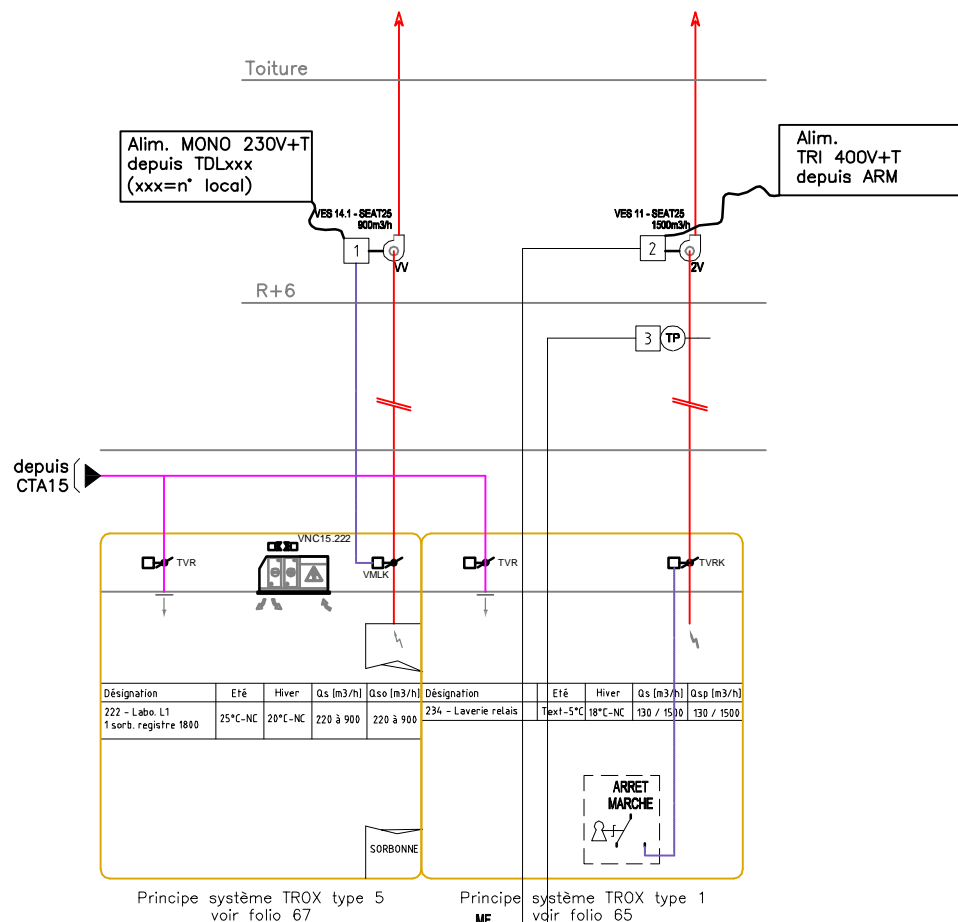 Toiture
Alim. MONO 230V+T
depuis TDLxxx
(xxx=n° local)
Alim.
TRI 400V+T
depuis ARM
VES 14.1 - SEAT25
900m3/h
1
VV
VES 11 - SEAT25
1500m3/h
2
2V
R+6
3
TP
depuis
CTA15
TVR
VNC15.222
VMLK
TVR
TVRK
Désignation Eté Hiver Qs [m3/h] Qso [m3/h]
222 - Labo. L1
1 sorb. registre 1800
25°C-NC 20°C-NC 220 à 900 220 à 900
Désignation Eté Hiver Qs [m3/h] Qsp [m3/h]
234 - Laverie relais Text-5°C 18°C-NC 130 / 1500 130 / 1500
ARRET
MARCHE
SORBONNE
Principe système TROX type 5
voir folio 67
Principe système TROX type 1
voir folio 65
ME